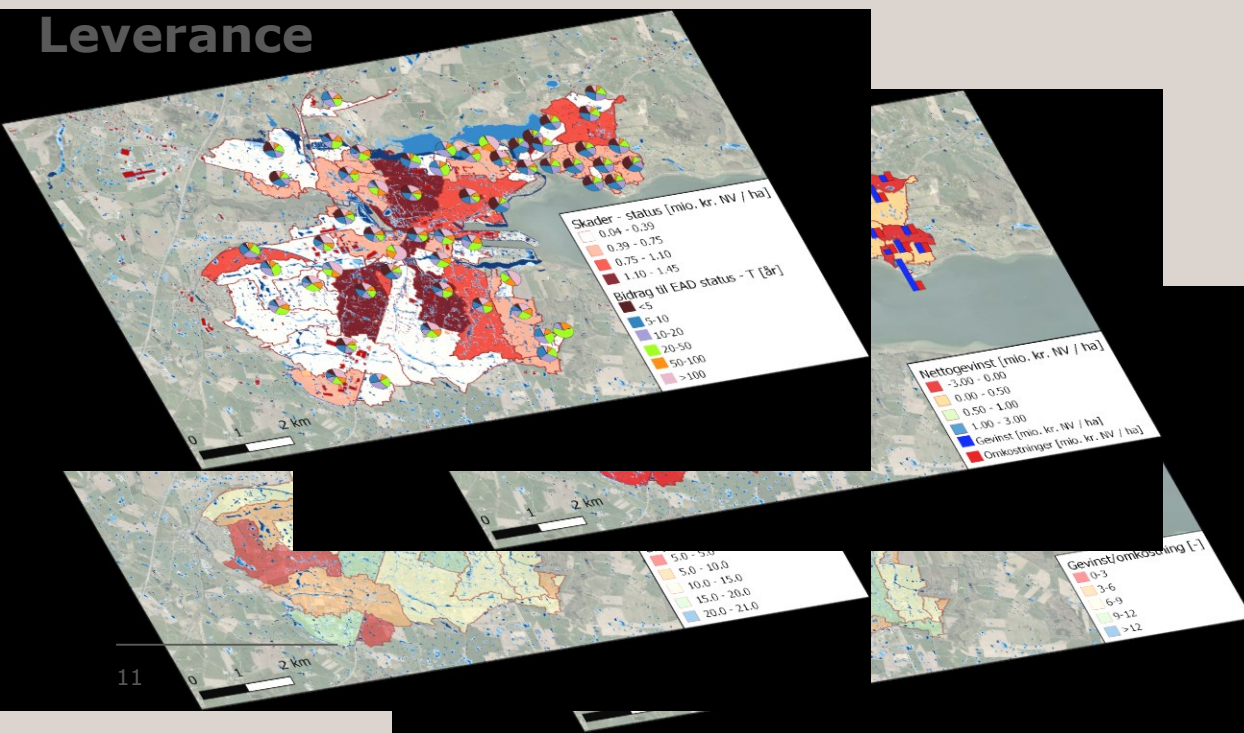 Leverance
Skader - status [mio. kr. NV / ha]
0.04 - 0.39
0.39 - 0.75
0.75 - 1.10
1.10 - 1.45
Bidrag til EAD status - T [år]
<5
5-10
10-20
20-50
50-100
>100
0 1 2 km
Nettogevinst [mio. kr. NV / ha]
-3.00 - 0.00
0.00 - 0.50
0.50 - 1.00
1.00 - 3.00
Gevinst [mio. kr. NV / ha]
Omkostninger [mio. kr. NV / ha]
0 1 2 km
5.0 - 10.0
10.0 - 15.0
15.0 - 20.0
20.0 - 21.0
Gevinst/omkostning [-]
0-3
3-6
6-9
9-12
>12
0 1 2 km
11